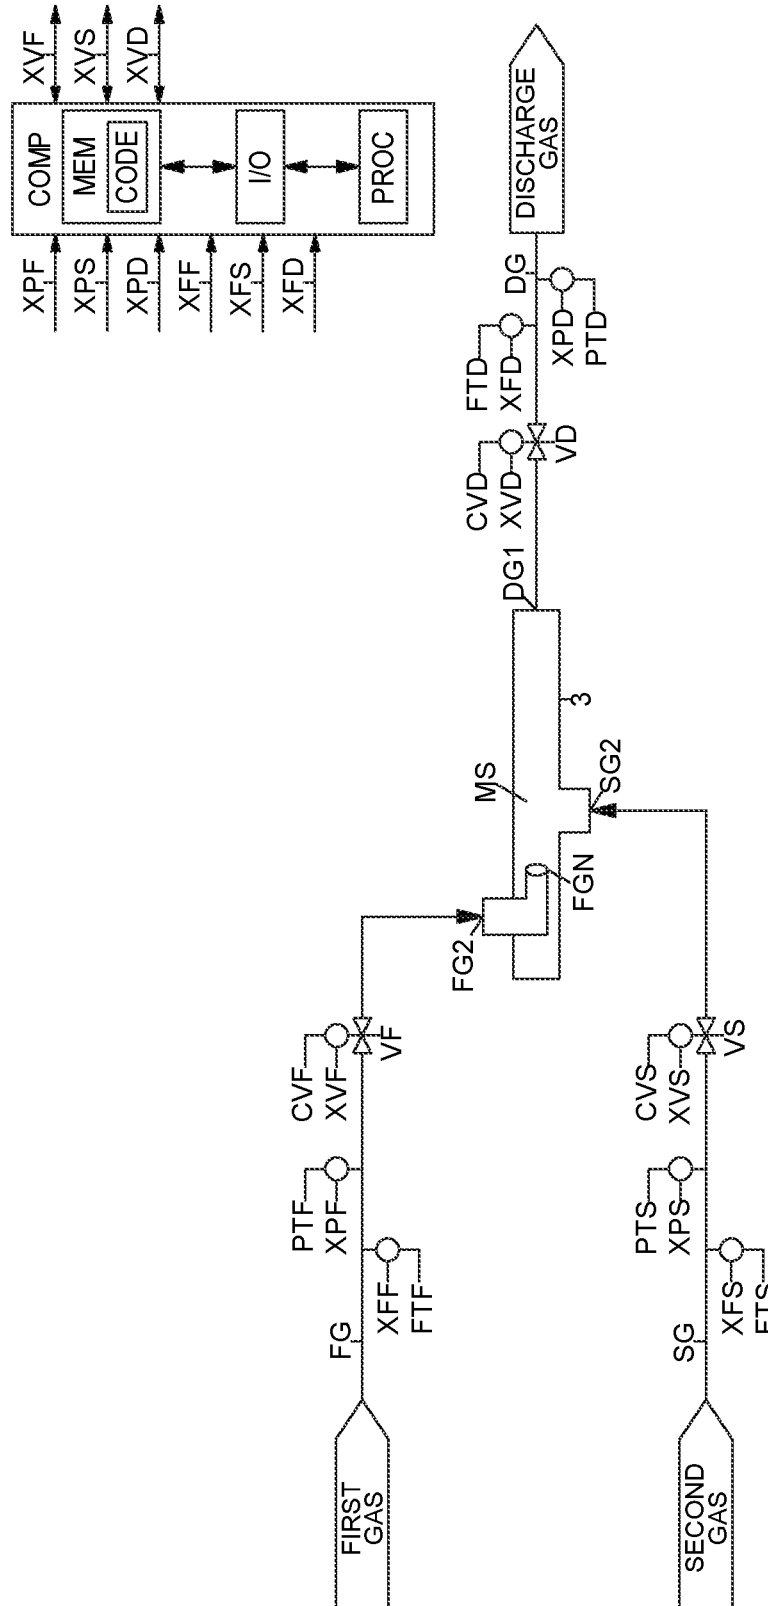 XVF
XVS
XVD
COMP
MEM
CODE
I/O
PROC
XPF
XPS
XPD
XFF
XFS
XFD
DISCHARGE
GAS
DG
XPD
PTD
FTD
XFD
CVD
XVD
VD
DG1
3
MS
SG2
FGN
FG2
CVF
XVF
VF
PTF
XPF
XFF
FTF
FG
FIRST
GAS
CVS
XVS
VS
PTS
XPS
XFS
FTS
SG
SECOND
GAS